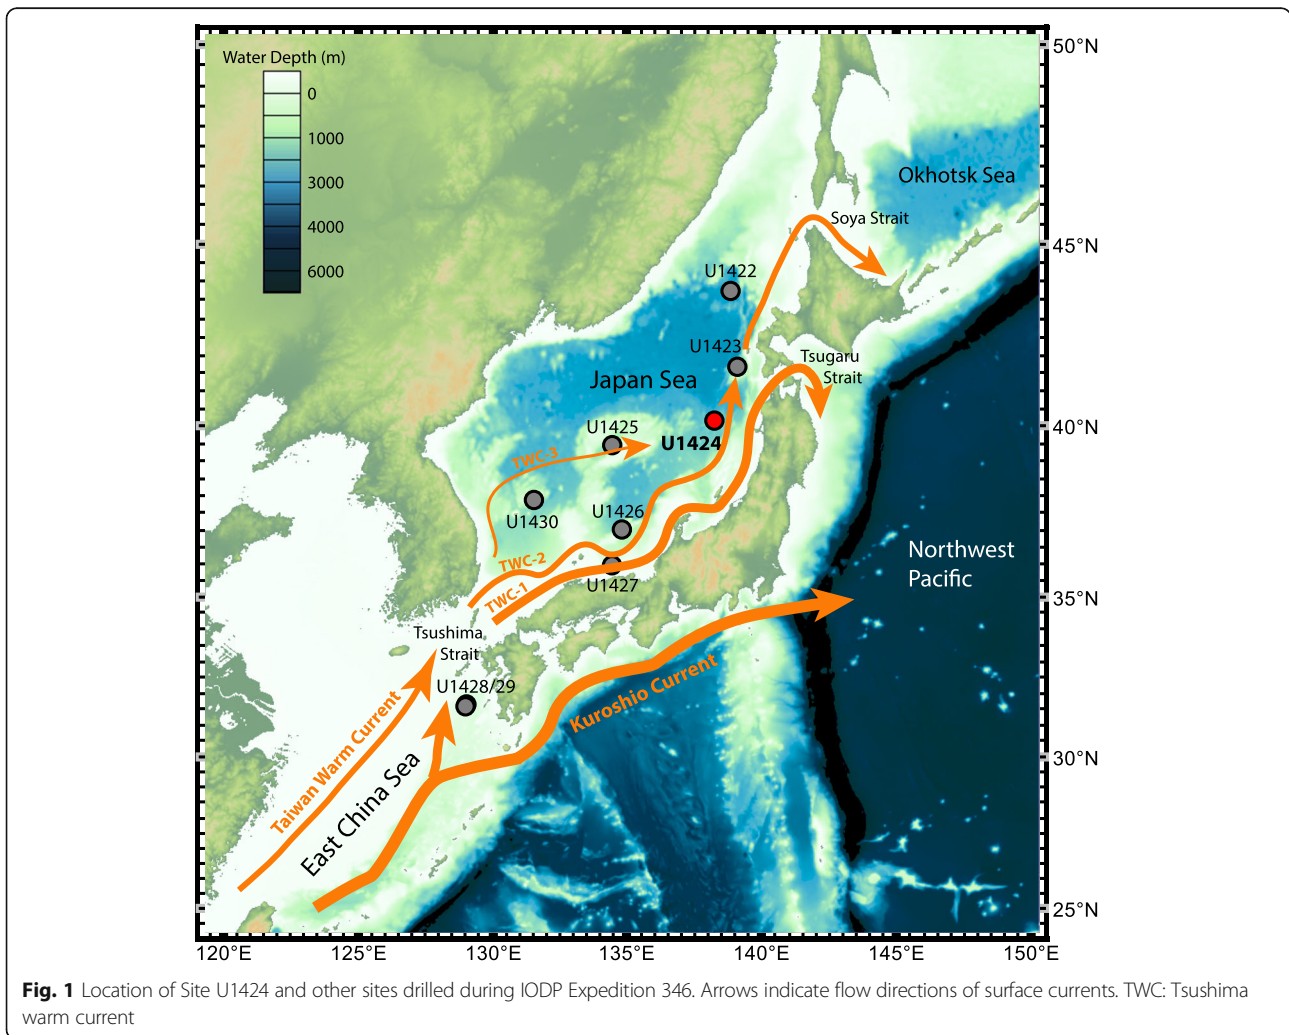 Water Depth (m)
0
1000
3000
4000
6000
50°N
45°N
40°N
35°N
30°N
25°N
120°E
125°E
130°E
135°E
140°E
145°E
150°E
Okhotsk Sea
Soya Strait
U1422
U1423
Tsugaru
Strait
Japan Sea
U1425
U1424
TWC-3
U1430
U1426
TWC-2
TWC-1
U1427
Northwest
Pacific
Tsushima
Strait
U1428/29
Kuroshio Current
Taiwan Warm Current
East China Sea
Fig. 1 Location of Site U1424 and other sites drilled during IODP Expedition 346. Arrows indicate flow directions of surface currents. TWC: Tsushima
warm current